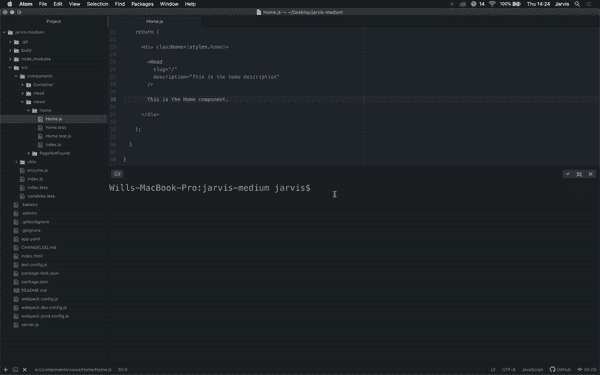 Atom File Edit View Selection Find Packages Window Help
14 100% Thu 14:24 Jarvis
Home.js — ~/Desktop/jarvis-medium
Project
Home.js
jarvis-medium
.git
build
node_modules
src
components
Container
Head
views
Home
Home.js
home.less
Home.test.js
index.js
PageNotFound
utils
enzyme.js
index.js
index.less
variables.less
.babelrc
.eslintrc
.gcloudignore
.gitignore
app.yaml
CHANGELOG.md
index.html
jest.config.js
package-lock.json
package.json
README.md
webpack.config.js
webpack.dev.config.js
webpack.prod.config.js
server.js
return (
<div className={styles.home}>
<Head
slug="/"
description="This is the home description"
/>
This is the Home component.
</div>
);
}
}
Wills-MacBook-Pro:jarvis-medium jarvis$
src/components/views/Home/Home.js
LF UTF-8 JavaScript GitHub Git (0)